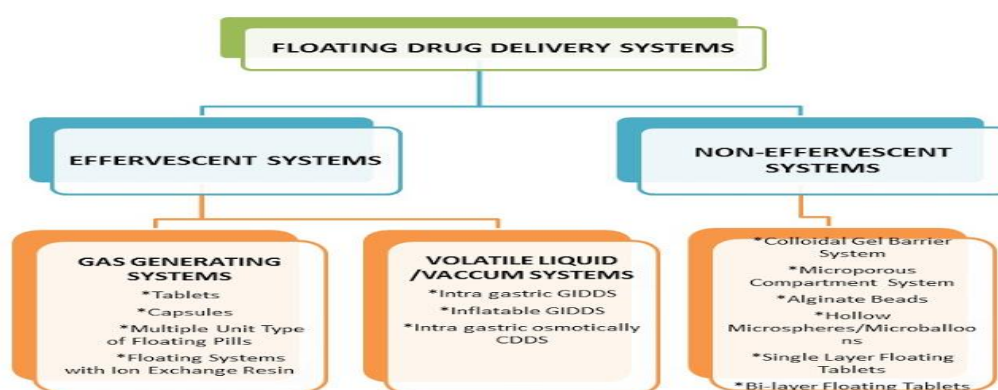 FLOATING DRUG DELIVERY SYSTEMS
EFFERVESCENT SYSTEMS
NON-EFFERVESCENT
SYSTEMS
GAS GENERATING
SYSTEMS
*Tablets
*Capsules
*Multiple Unit Type
of Floating Pills
*Floating Systems
with Ion Exchange Resin
VOLATILE LIQUID
/VACCUM SYSTEMS
*Intra gastric GIDDS
*Inflatable GIDDS
*Intra gastric osmotically
CDDS
*Colloidal Gel Barrier
System
*Microporous
Compartment System
*Alginate Beads
*Hollow
Microspheres/Microballoo
ns
*Single Layer Floating
Tablets
*Bi-layer Floating Tablets